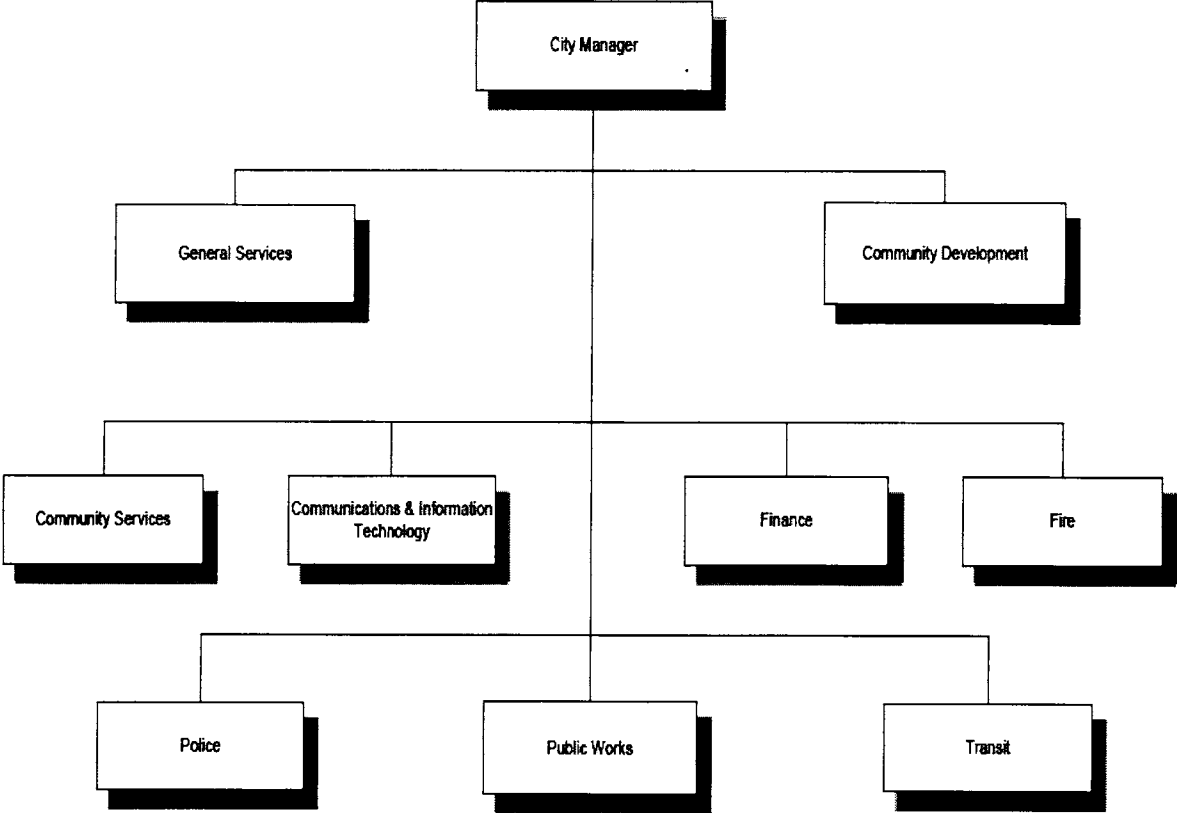 City Manager
General Services
Community Development
Community Services
Communications & Information
Technology
Finance
Fire
Police
Public Works
Transit